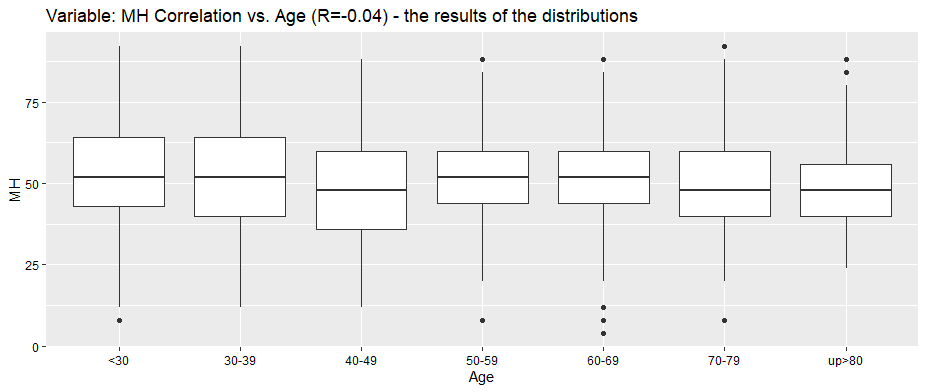 Variable: MH Correlation vs. Age (R=-0.04) - the results of the distributions
75
50
25
0
MH
<30 30-39 40-49 50-59 60-69 70-79 up>80
Age